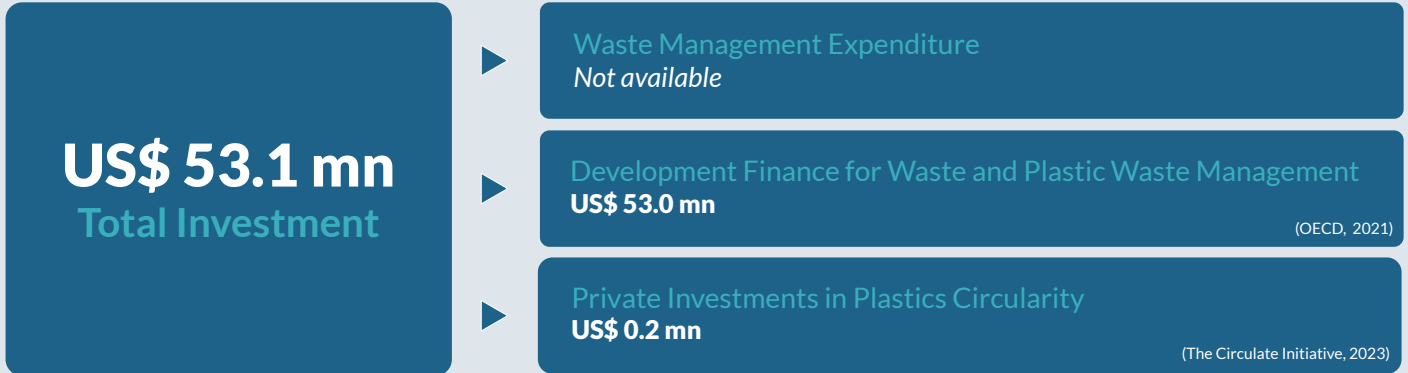 US$ 53.1 mn
Total Investment
Waste Management Expenditure
Not available
Development Finance for Waste and Plastic Waste Management
US$ 53.0 mn
(OECD, 2021)
Private Investments in Plastics Circularity
US$ 0.2 mn
(The Circulate Initiative, 2023)